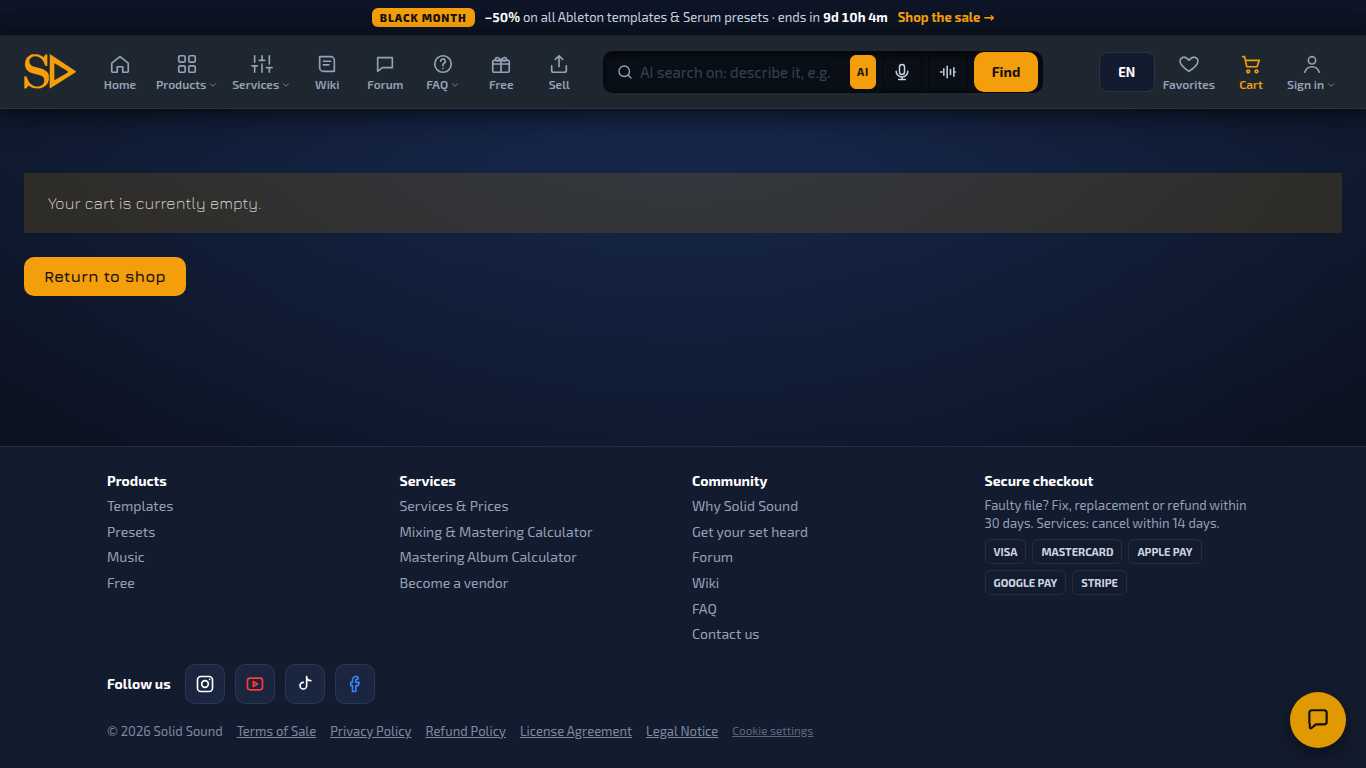 BLACK MONTH −50% on all Ableton templates & Serum presets · ends in 9d 10h 4m Shop the sale →
Home Products Services Wiki Forum FAQ Free Sell
AI search on: describe it, e.g. AI Find
EN Favorites Cart Sign in
Your cart is currently empty.
Return to shop
Products
Templates
Presets
Music
Free
Services
Services & Prices
Mixing & Mastering Calculator
Mastering Album Calculator
Become a vendor
Community
Why Solid Sound
Get your set heard
Forum
Wiki
FAQ
Contact us
Secure checkout
Faulty file? Fix, replacement or refund within
30 days. Services: cancel within 14 days.
VISA MASTERCARD APPLE PAY
GOOGLE PAY STRIPE
Follow us
© 2026 Solid Sound Terms of Sale Privacy Policy Refund Policy License Agreement Legal Notice Cookie settings